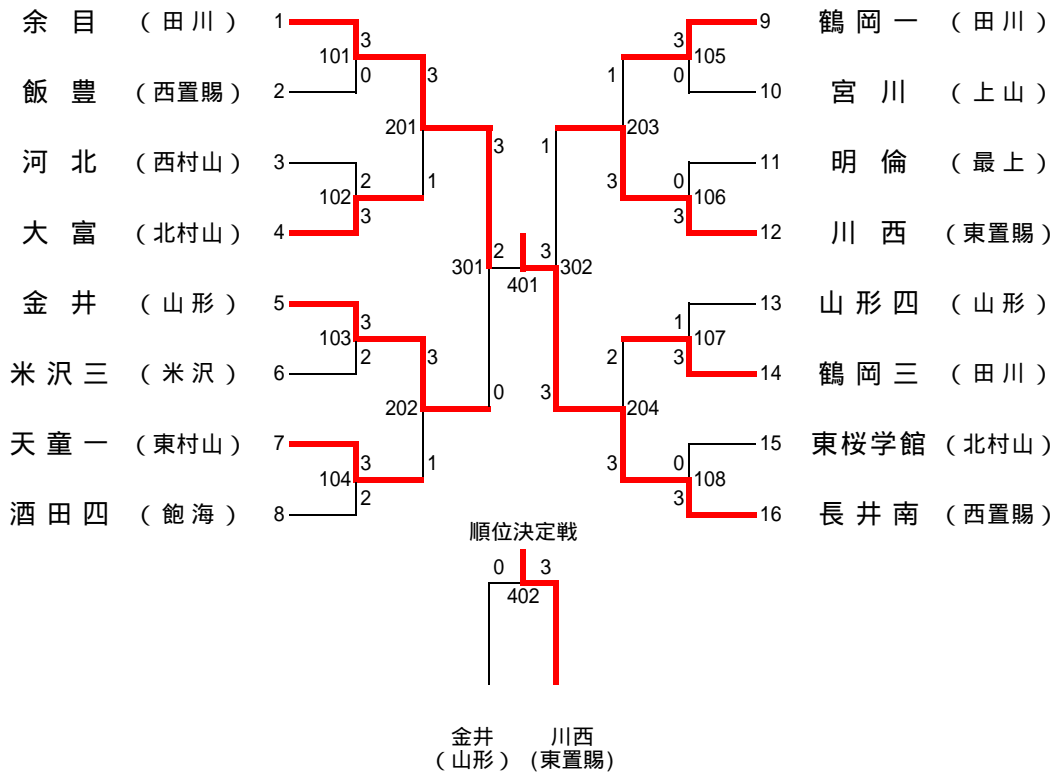 余目 （田川） 1
3
101
0
飯豊 （西置賜） 2
3
201
河北 （西村山） 3
2
102
3
1
大富 （北村山） 4
3
301
2
金井 （山形） 5
3
103
2
米沢三 （米沢） 6
3
202
0
天童一 （東村山） 7
3
104
2
1
酒田四 （飽海） 8
401
9 鶴岡一 （田川）
3
105
0
10 宮川 （上山）
1
203
11 明倫 （最上）
0
106
3
3
12 川西 （東置賜）
1
3
302
13 山形四 （山形）
1
107
3
14 鶴岡三 （田川）
2
204
3
15 東桜学館 （北村山）
0
108
3
3
16 長井南 （西置賜）
順位決定戦
0 3
402
金井 川西
（山形） (東置賜)